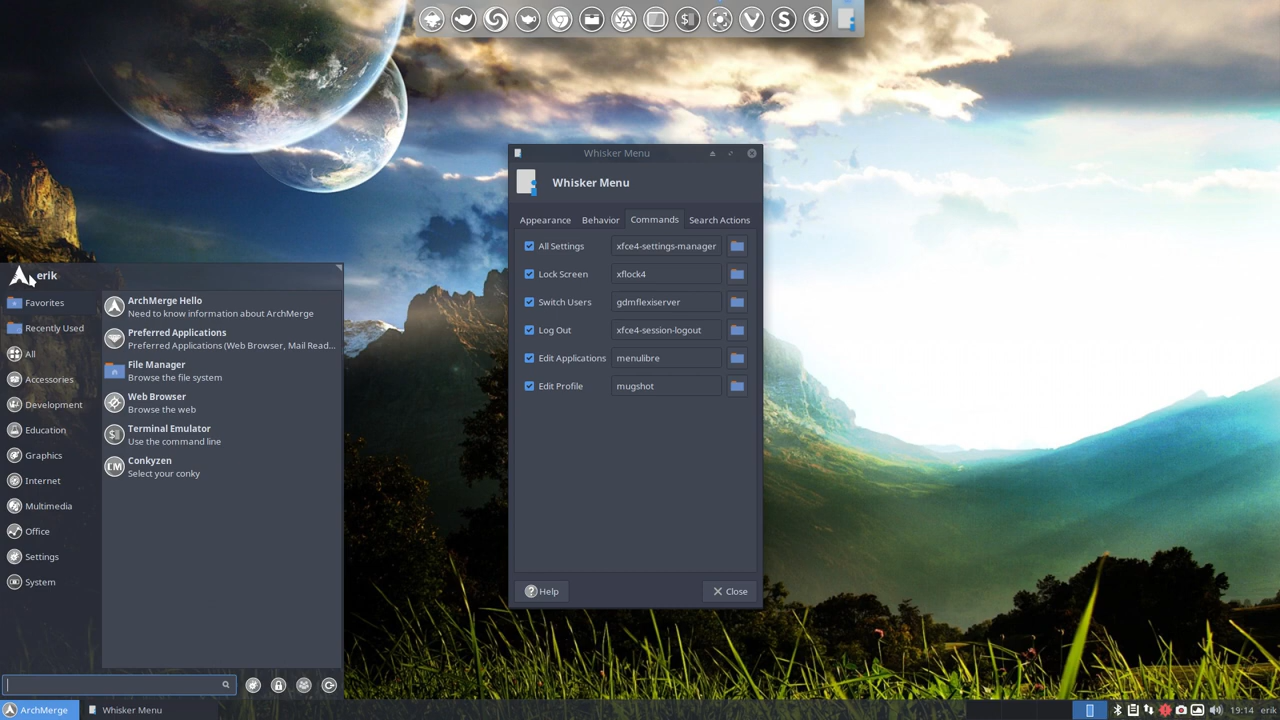 Whisker Menu
Whisker Menu
Appearance
Behavior
Commands
Search Actions
All Settings
xfce4-settings-manager
Lock Screen
xflock4
Switch Users
gdmflexiserver
Log Out
xfce4-session-logout
Edit Applications
menulibre
Edit Profile
mugshot
Help
Close
erik
Favorites
Recently Used
All
Accessories
Development
Education
Graphics
Internet
Multimedia
Office
Settings
System
ArchMerge Hello
Need to know information about ArchMerge
Preferred Applications
Preferred Applications (Web Browser, Mail Read...
File Manager
Browse the file system
Web Browser
Browse the web
Terminal Emulator
Use the command line
Conkyzen
Select your conky
ArchMerge
Whisker Menu
19:14
erik